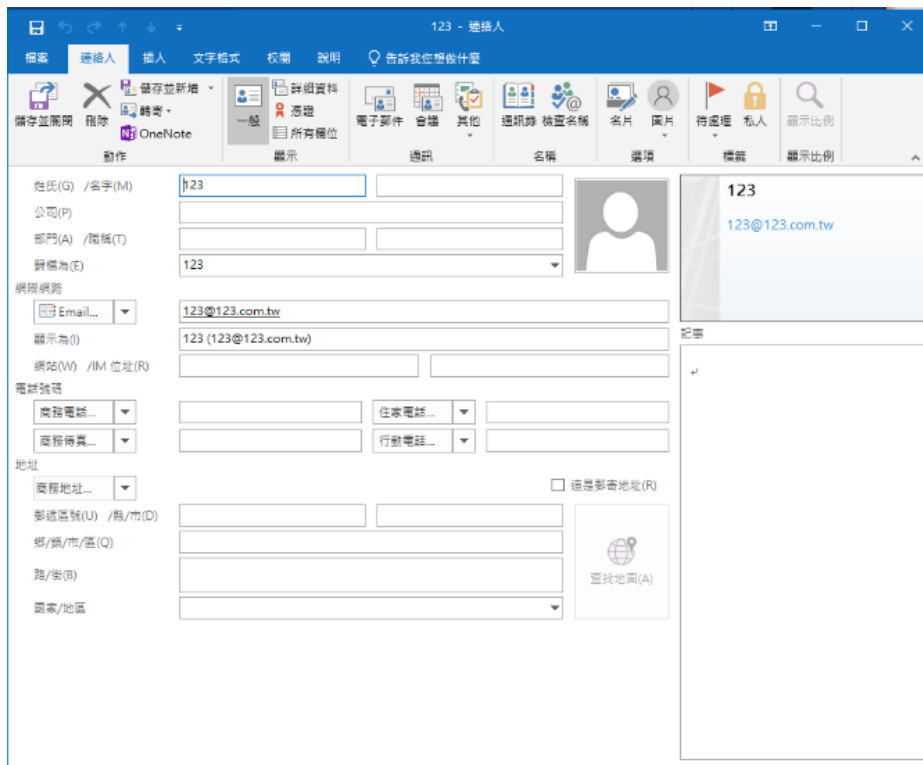 123 - 連絡人
檔案 連絡人 插入 文字格式 校閱 說明 告訴我您想做什麼
儲存並關閉 刪除 儲存並新增 轉寄 OneNote
動作
一般 詳細資料 憑證 所有欄位
顯示
電子郵件 會議 其他
通訊
通訊錄 檢查名稱
名稱
名片 圖片
選項
待處理 私人
標籤
顯示比例
顯示比例
姓氏(G) /名字(M) 123
公司(P)
部門(A) /職稱(T)
歸檔為(E) 123
網際網路
Email... 123@123.com.tw
顯示為(I) 123 (123@123.com.tw)
網站(W) /IM 位址(R)
電話號碼
商務電話... 住家電話...
商務傳真... 行動電話...
地址
商務地址... 這是郵寄地址(R)
郵遞區號(U) /縣/市(D)
鄉/鎮/市/區(Q)
路/街(B)
國家/地區
查找地圖(A)
123
123@123.com.tw
記事